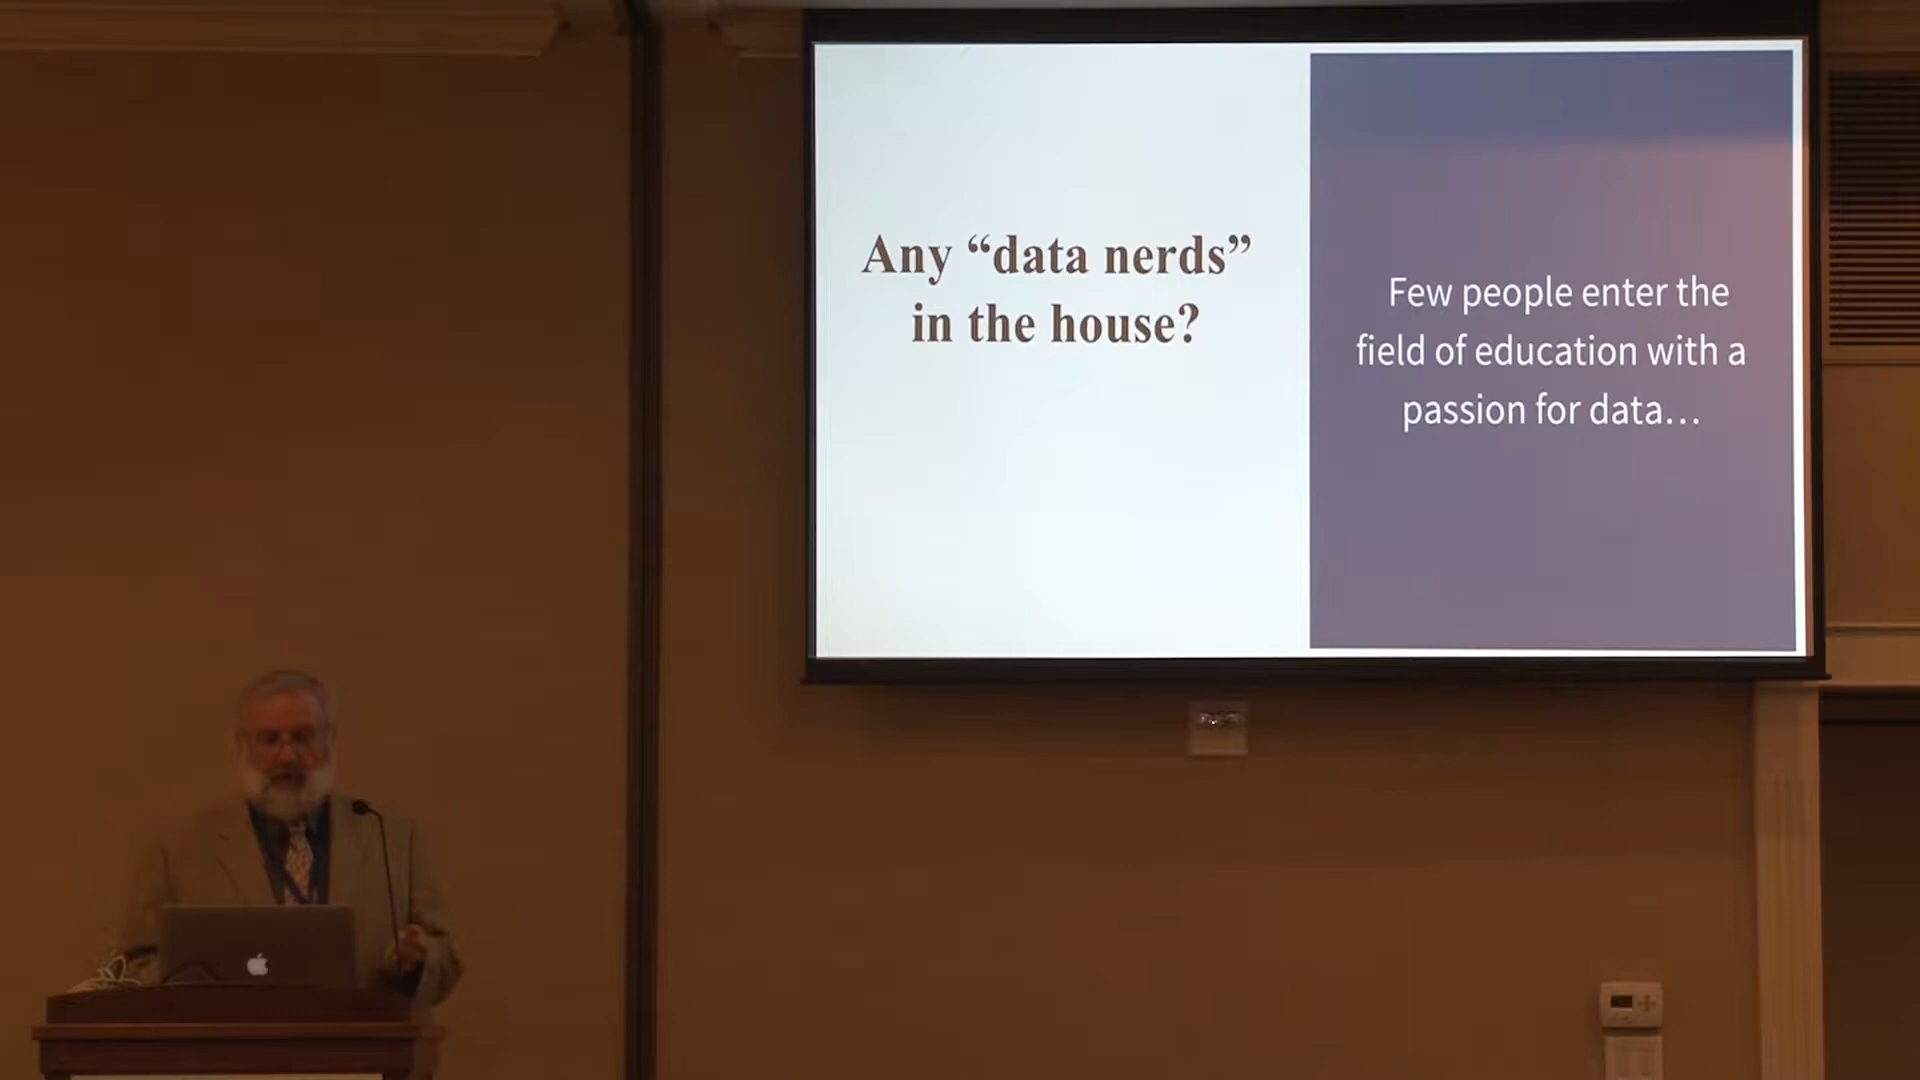 Any “data nerds”
in the house?
Few people enter the
field of education with a
passion for data…